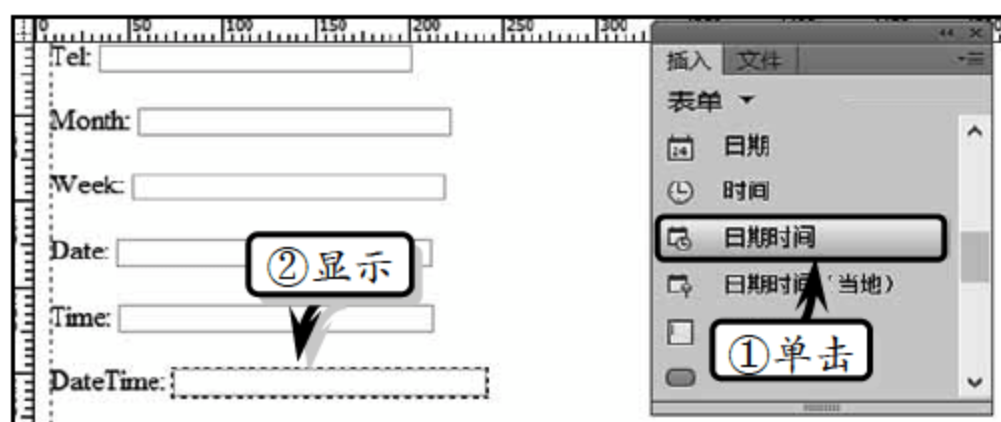 0 50 100 150 200 250 300
Tel:
Month:
Week:
Date:
②显示
Time:
DateTime:
插入 文件
表单
日期
时间
日期时间
日期时间（当地）
①单击